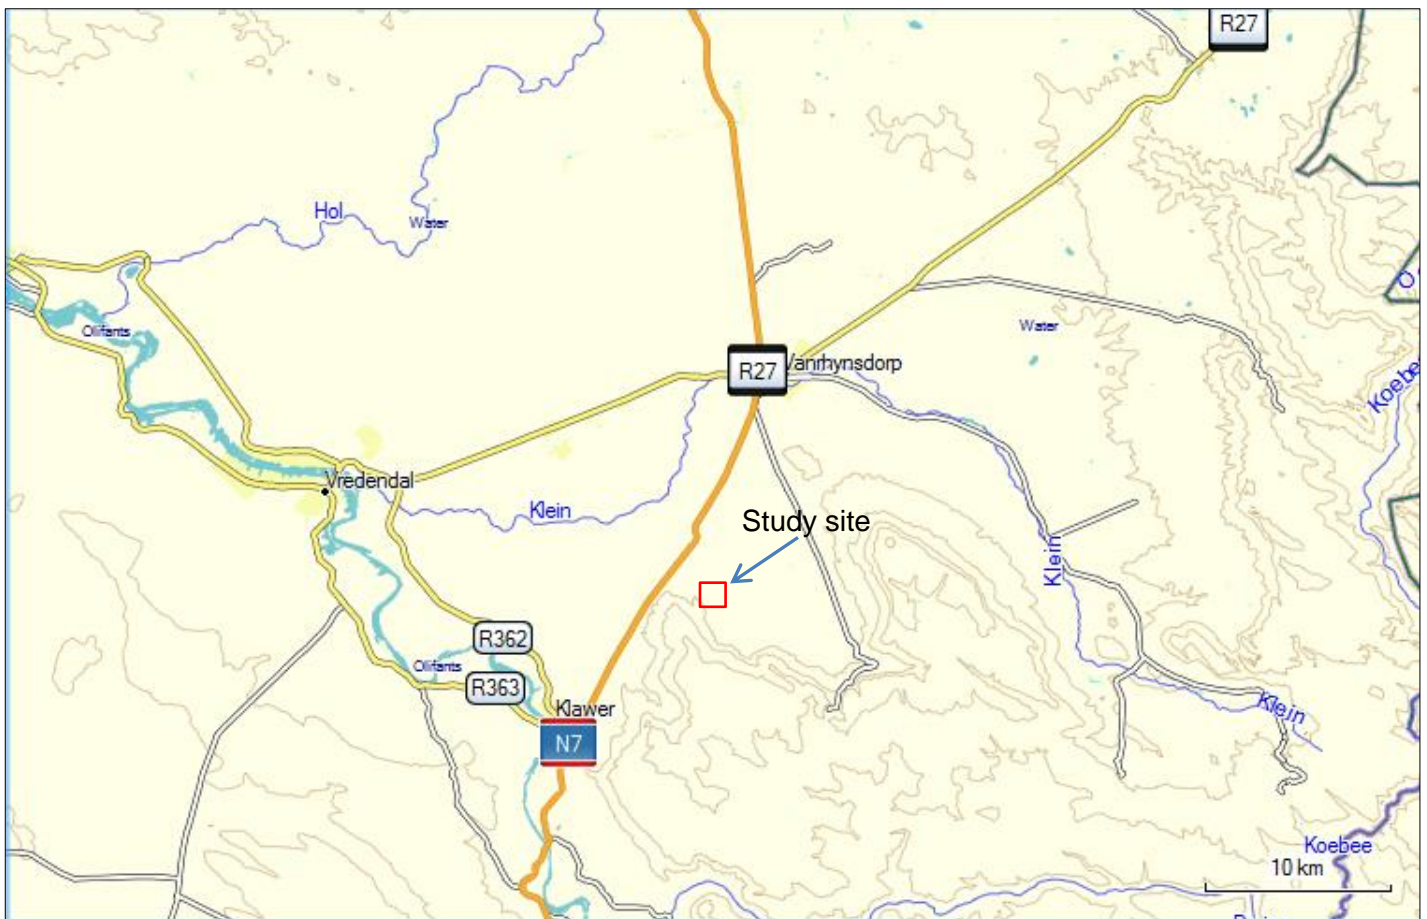 R27
Hol
Water
O
Olifants
Water
R27
Vanrhynsdorp
Koebe
Vredendal
Klein
Study site
Klein
R362
Olifants
R363
Klawer
Klein
N7
Koebee
10 km